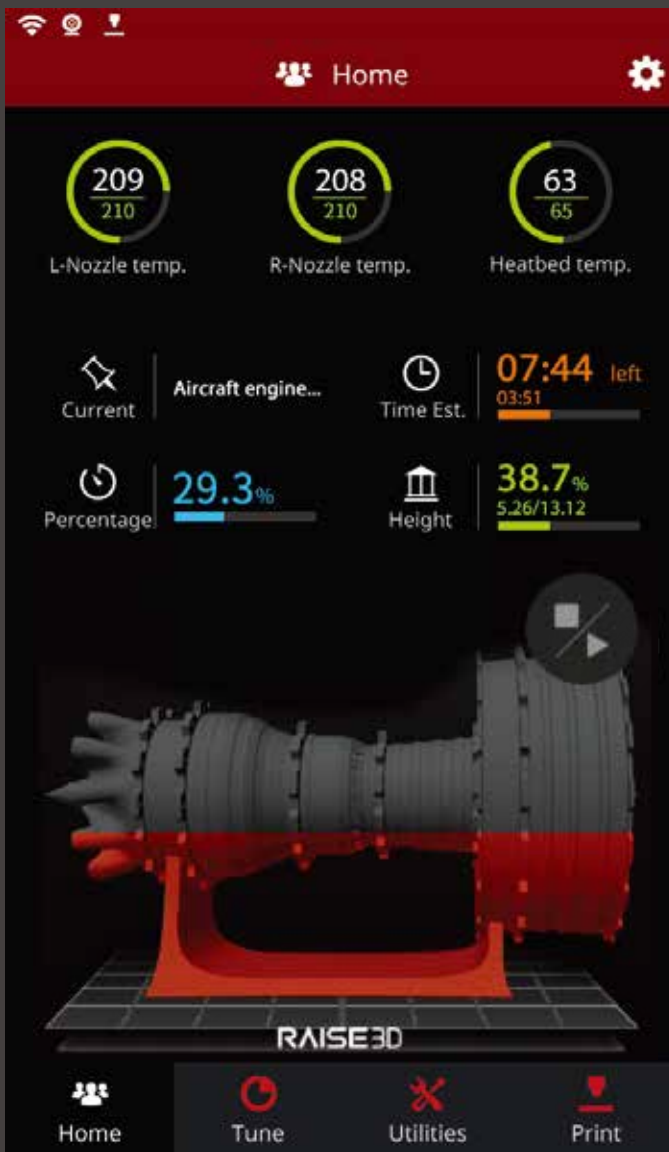 Home
209
210
L-Nozzle temp.
208
210
R-Nozzle temp.
63
65
Heatbed temp.
Current
Aircraft engine...
Time Est.
07:44 left
03:51
Percentage
29.3%
Height
38.7%
5.26/13.12
RAISE3D
Home
Tune
Utilities
Print